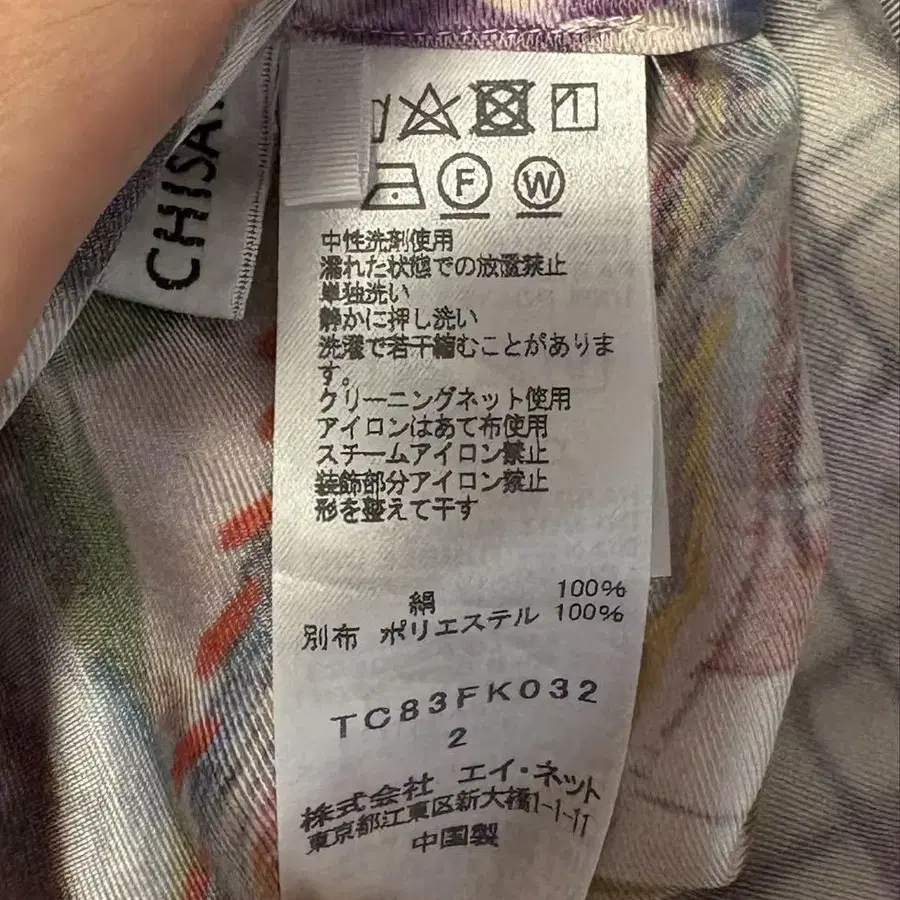 CHISA
F W
中性洗剤使用
濡れた状態での放置禁止
単独洗い
静かに押し洗い
洗濯で若干縮むことがありま
す。
クリーニングネット使用
アイロンはあて布使用
スチームアイロン禁止
装飾部分アイロン禁止
形を整えて干す
絹 100%
別布 ポリエステル 100%
TC83FK032
2
株式会社 エイ・ネット
東京都江東区新大橋1-1-11
中国製